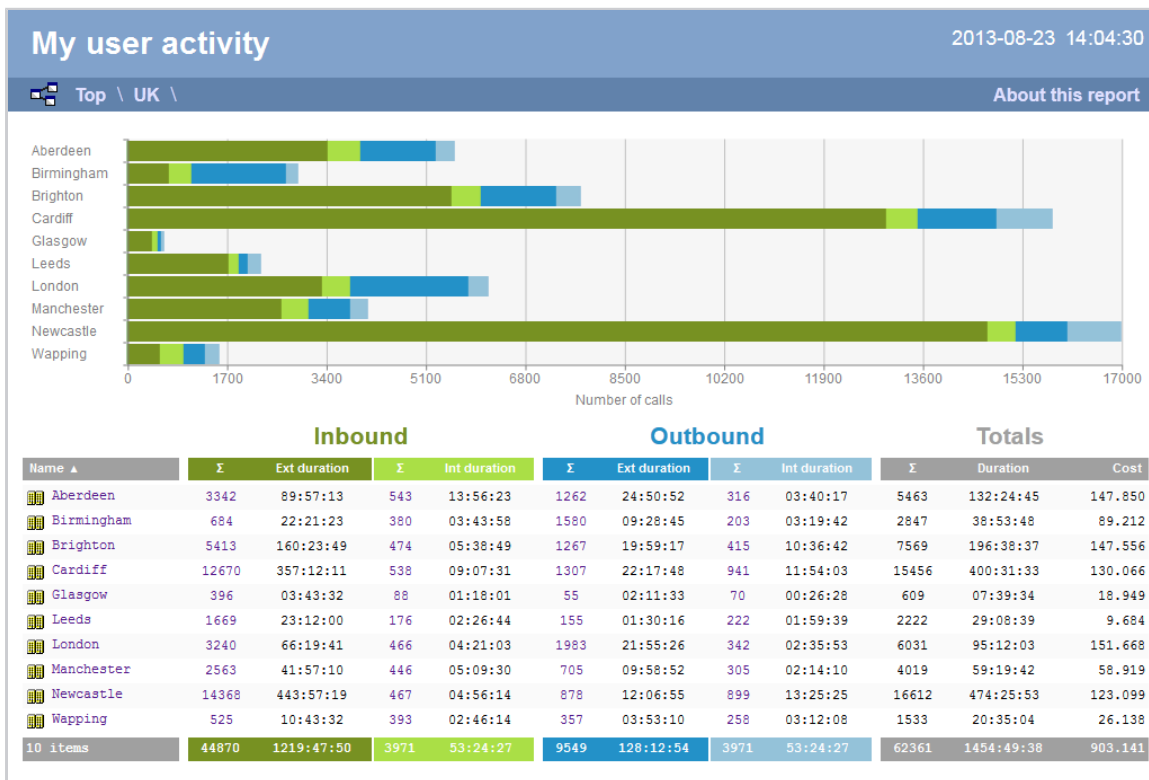 My user activity 2013-08-23 14:04:30
Top \ UK \ About this report
Aberdeen
Birmingham
Brighton
Cardiff
Glasgow
Leeds
London
Manchester
Newcastle
Wapping
0 1700 3400 5100 6800 8500 10200 11900 13600 15300 17000
Number of calls
Inbound Outbound Totals
Name ▲ Σ Ext duration Σ Int duration Σ Ext duration Σ Int duration Σ Duration Cost
Aberdeen 3342 89:57:13 543 13:56:23 1262 24:50:52 316 03:40:17 5463 132:24:45 147.850
Birmingham 684 22:21:23 380 03:43:58 1580 09:28:45 203 03:19:42 2847 38:53:48 89.212
Brighton 5413 160:23:49 474 05:38:49 1267 19:59:17 415 10:36:42 7569 196:38:37 147.556
Cardiff 12670 357:12:11 538 09:07:31 1307 22:17:48 941 11:54:03 15456 400:31:33 130.066
Glasgow 396 03:43:32 88 01:18:01 55 02:11:33 70 00:26:28 609 07:39:34 18.949
Leeds 1669 23:12:00 176 02:26:44 155 01:30:16 222 01:59:39 2222 29:08:39 9.684
London 3240 66:19:41 466 04:21:03 1983 21:55:26 342 02:35:53 6031 95:12:03 151.668
Manchester 2563 41:57:10 446 05:09:30 705 09:58:52 305 02:14:10 4019 59:19:42 58.919
Newcastle 14368 443:57:19 467 04:56:14 878 12:06:55 899 13:25:25 16612 474:25:53 123.099
Wapping 525 10:43:32 393 02:46:14 357 03:53:10 258 03:12:08 1533 20:35:04 26.138
10 items 44870 1219:47:50 3971 53:24:27 9549 128:12:54 3971 53:24:27 62361 1454:49:38 903.141